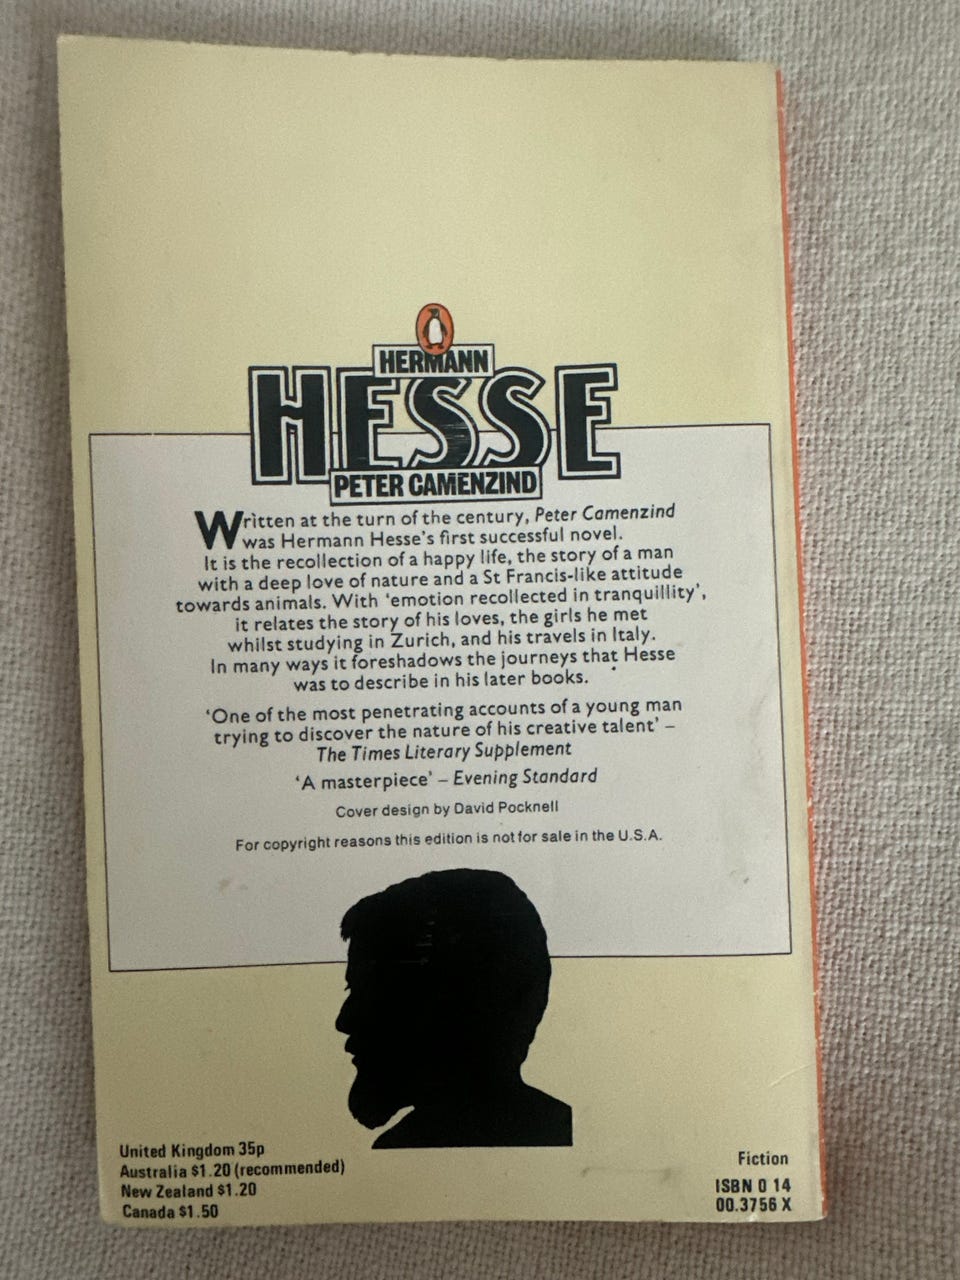 HERMANN
HESSE
PETER CAMENZIND
Written at the turn of the century, Peter Camenzind
was Hermann Hesse's first successful novel.
It is the recollection of a happy life, the story of a man
with a deep love of nature and a St Francis-like attitude
towards animals. With 'emotion recollected in tranquillity',
it relates the story of his loves, the girls he met
whilst studying in Zurich, and his travels in Italy.
In many ways it foreshadows the journeys that Hesse
was to describe in his later books.
'One of the most penetrating accounts of a young man
trying to discover the nature of his creative talent' –
The Times Literary Supplement
'A masterpiece' – Evening Standard
Cover design by David Pocknell
For copyright reasons this edition is not for sale in the U.S.A.
United Kingdom 35p
Australia $1.20 (recommended)
New Zealand $1.20
Canada $1.50
Fiction
ISBN 0 14
00.3756 X